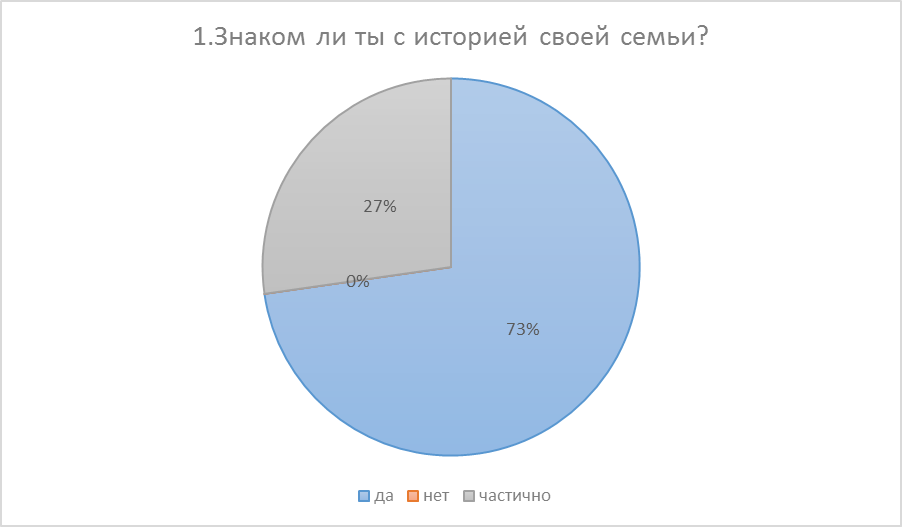 1.Знаком ли ты с историей своей семьи?
27%
0%
73%
да нет частично